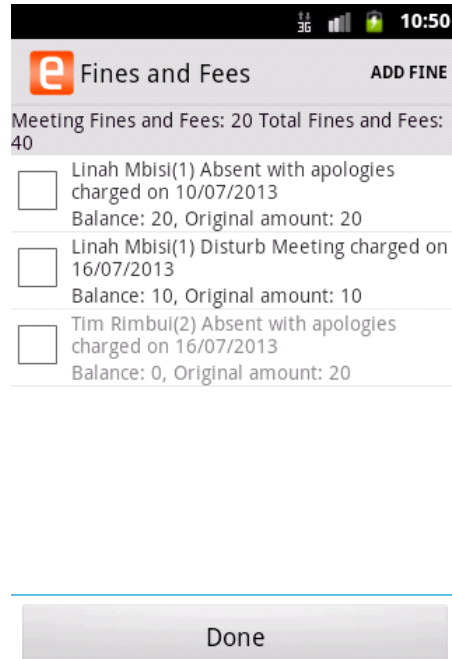 3G 10:50
e Fines and Fees ADD FINE
Meeting Fines and Fees: 20 Total Fines and Fees:
40
Linah Mbisi(1) Absent with apologies
charged on 10/07/2013
Balance: 20, Original amount: 20
Linah Mbisi(1) Disturb Meeting charged on
16/07/2013
Balance: 10, Original amount: 10
Tim Rimbui(2) Absent with apologies
charged on 16/07/2013
Balance: 0, Original amount: 20
Done